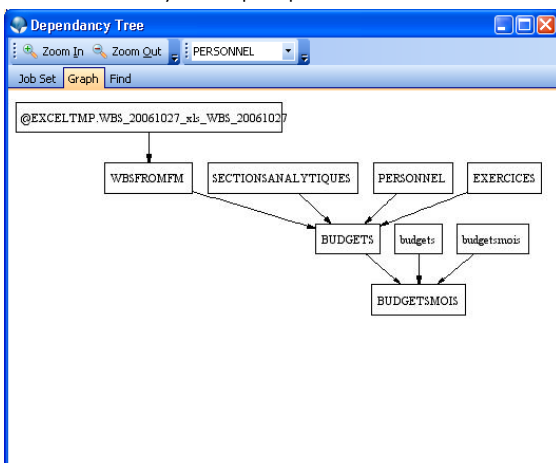 Dependancy Tree
Zoom In Zoom Out PERSONNEL
Job Set Graph Find
@EXCELTMP.WBS_20061027_xls_WBS_20061027
WBSFROMFM SECTIONSANALYTIQUES PERSONNEL EXERCICES
BUDGETS budgets budgetsmois
BUDGETSMOIS